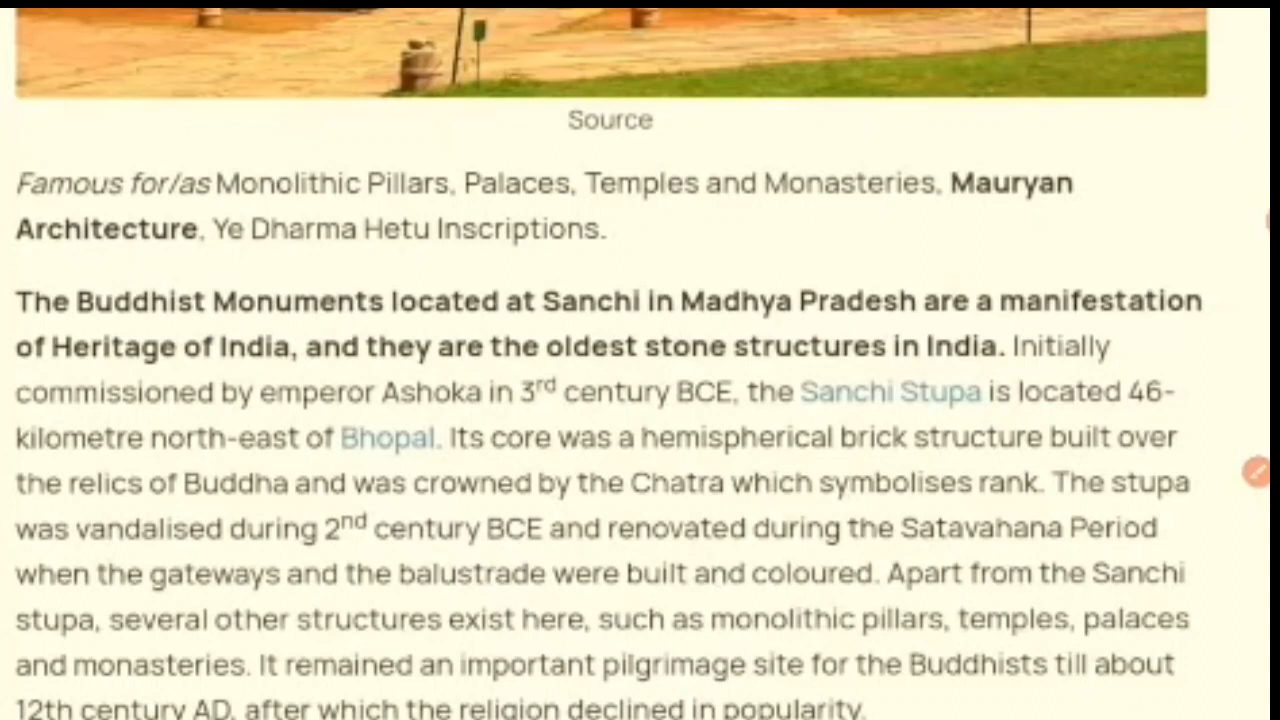 Source
Famous for/as Monolithic Pillars, Palaces, Temples and Monasteries, Mauryan
Architecture, Ye Dharma Hetu Inscriptions.
The Buddhist Monuments located at Sanchi in Madhya Pradesh are a manifestation
of Heritage of India, and they are the oldest stone structures in India. Initially
commissioned by emperor Ashoka in 3rd century BCE, the Sanchi Stupa is located 46-
kilometre north-east of Bhopal. Its core was a hemispherical brick structure built over
the relics of Buddha and was crowned by the Chatra which symbolises rank. The stupa
was vandalised during 2nd century BCE and renovated during the Satavahana Period
when the gateways and the balustrade were built and coloured. Apart from the Sanchi
stupa, several other structures exist here, such as monolithic pillars, temples, palaces
and monasteries. It remained an important pilgrimage site for the Buddhists till about
12th century AD, after which the religion declined in popularity.